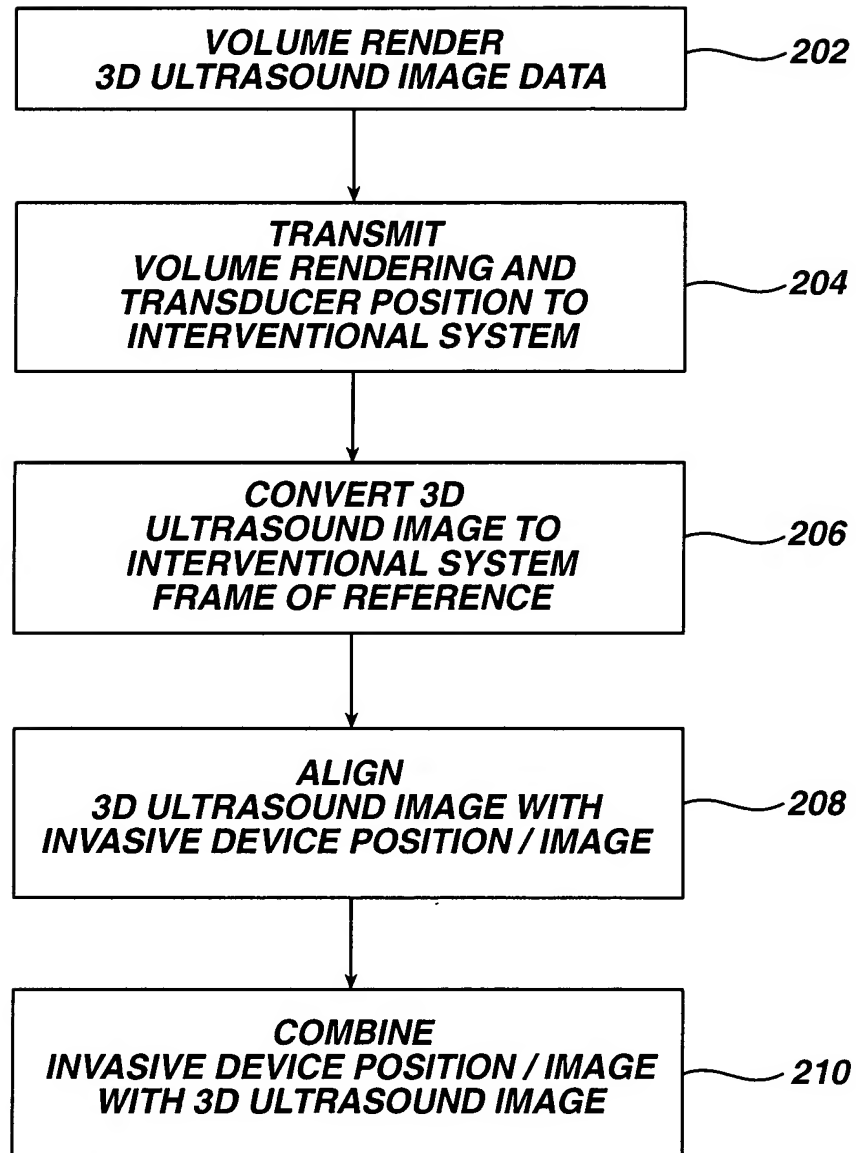 VOLUME RENDER
3D ULTRASOUND IMAGE DATA
202
TRANSMIT
VOLUME RENDERING AND
TRANSDUCER POSITION TO
INTERVENTIONAL SYSTEM
204
CONVERT 3D
ULTRASOUND IMAGE TO
INTERVENTIONAL SYSTEM
FRAME OF REFERENCE
206
ALIGN
3D ULTRASOUND IMAGE WITH
INVASIVE DEVICE POSITION / IMAGE
208
COMBINE
INVASIVE DEVICE POSITION / IMAGE
WITH 3D ULTRASOUND IMAGE
210